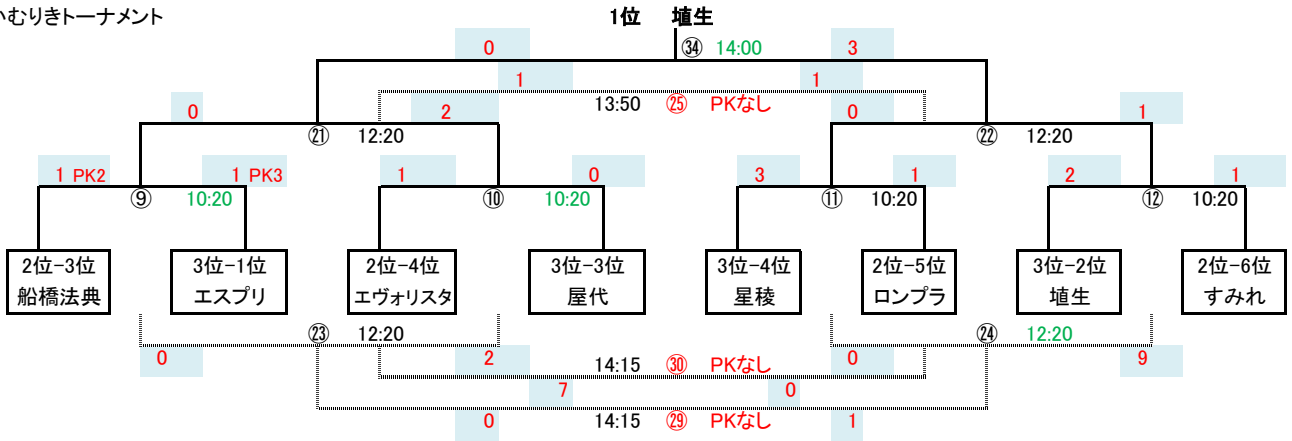 いむりきトーナメント 1位 埴生
0 ㉞ 14:00 3
1 1
13:50 ㉕ PKなし
0 2 0 1
㉑ 12:20 ㉒ 12:20
1 PK2 1 PK3 1 0 3 1 2 1
⑨ 10:20 ⑩ 10:20 ⑪ 10:20 ⑫ 10:20
2位-3位 3位-1位 2位-4位 3位-3位 3位-4位 2位-5位 3位-2位 2位-6位
船橋法典 エスプリ エヴォリスタ 屋代 星稜 ロンプラ 埴生 すみれ
㉓ 12:20 ㉔ 12:20
0 2 14:15 ㉚ PKなし 0 9
7 0
0 14:15 ㉙ PKなし 1